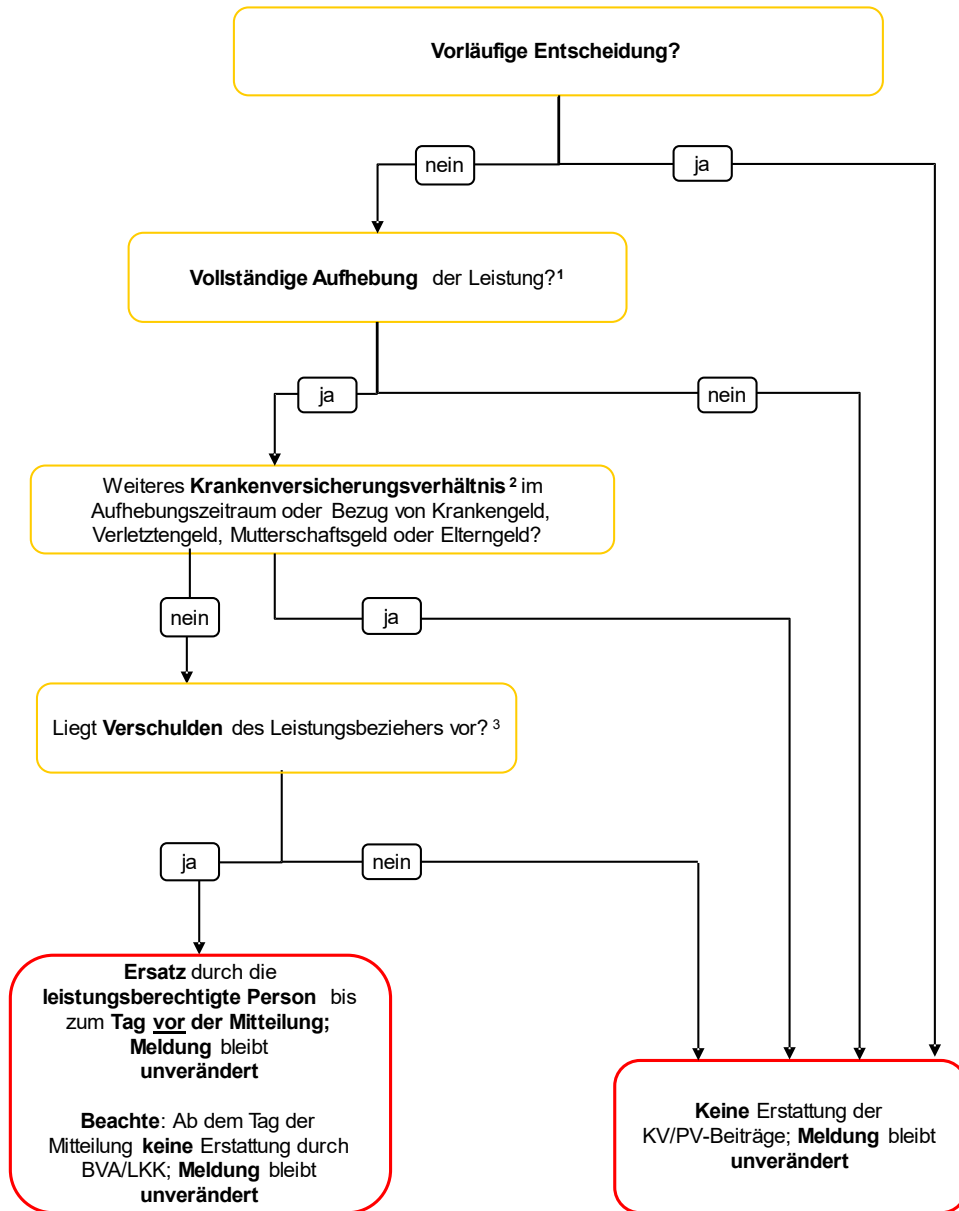 Vorläufige Entscheidung?
nein
ja
Vollständige Aufhebung der Leistung?¹
ja
nein
Weiteres Krankenversicherungsverhältnis ² im
Aufhebungszeitraum oder Bezug von Krankengeld,
Verletztengeld, Mutterschaftsgeld oder Elterngeld?
nein
ja
Liegt Verschulden des Leistungsbeziehers vor? ³
ja
nein
Ersatz durch die
leistungsberechtigte Person bis
zum Tag vor der Mitteilung;
Meldung bleibt
unverändert
Beachte: Ab dem Tag der
Mitteilung keine Erstattung durch
BVA/LKK; Meldung bleibt
unverändert
Keine Erstattung der
KV/PV-Beiträge; Meldung bleibt
unverändert